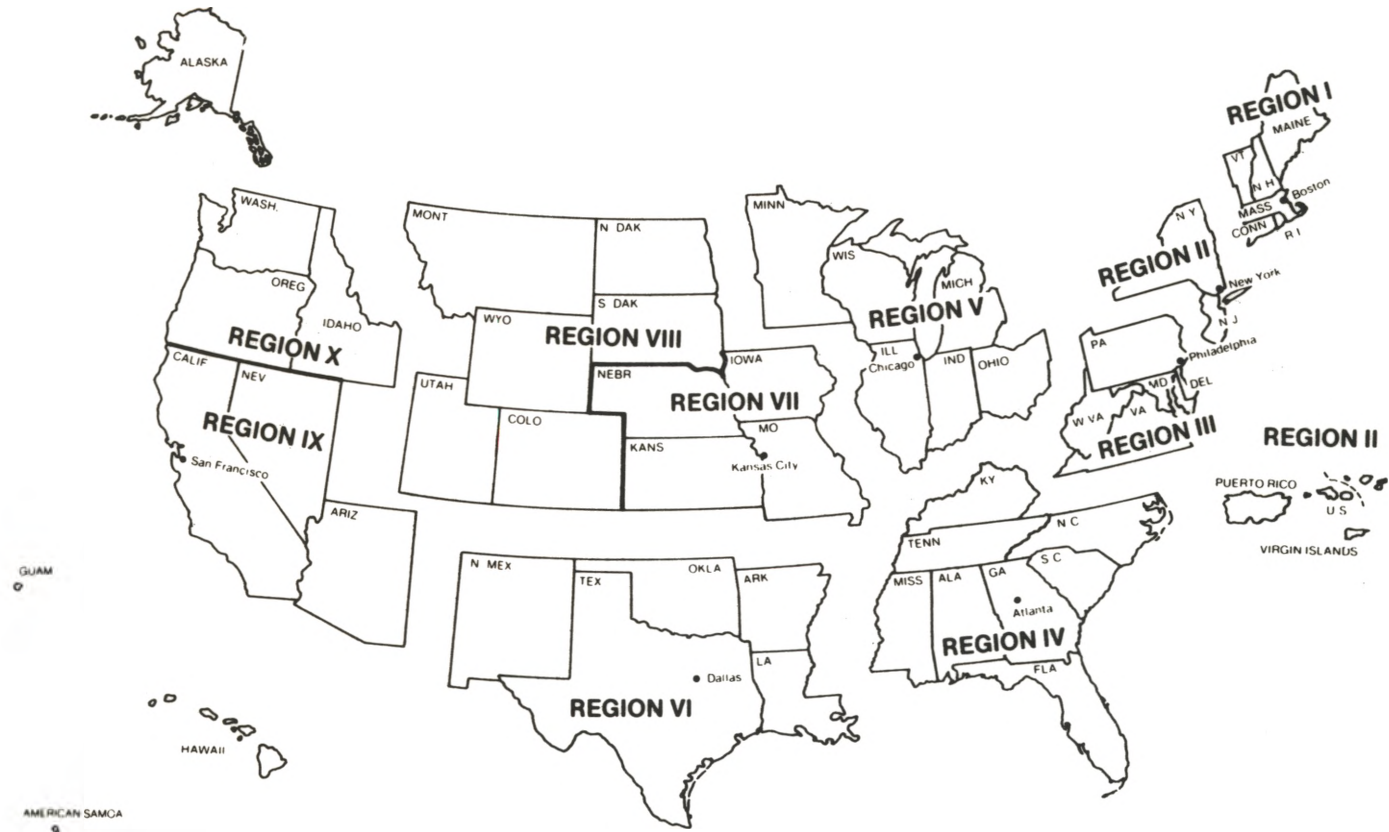 ALASKA
REGION I
MAINE
VT
N H
Boston
MASS
CONN
R I
WASH.
MONT
N DAK
MINN
N Y
WIS
REGION II
MICH
New York
OREG
S DAK
IDAHO
WYO
REGION VIII
REGION V
N J
REGION X
PA
Philadelphia
CALIF
NEV
UTAH
NEBR
IOWA
ILL
Chicago
IND
OHIO
MD
DEL
REGION VII
W VA
VA
REGION IX
COLO
MO
REGION III
REGION II
KANS
San Francisco
Kansas City
KY
PUERTO RICO
U S
VIRGIN ISLANDS
ARIZ
N C
TENN
S C
GUAM
N MEX
TEX
OKLA
ARK
MISS
ALA
GA
Atlanta
REGION IV
LA
FLA
Dallas
REGION VI
HAWAII
AMERICAN SAMOA